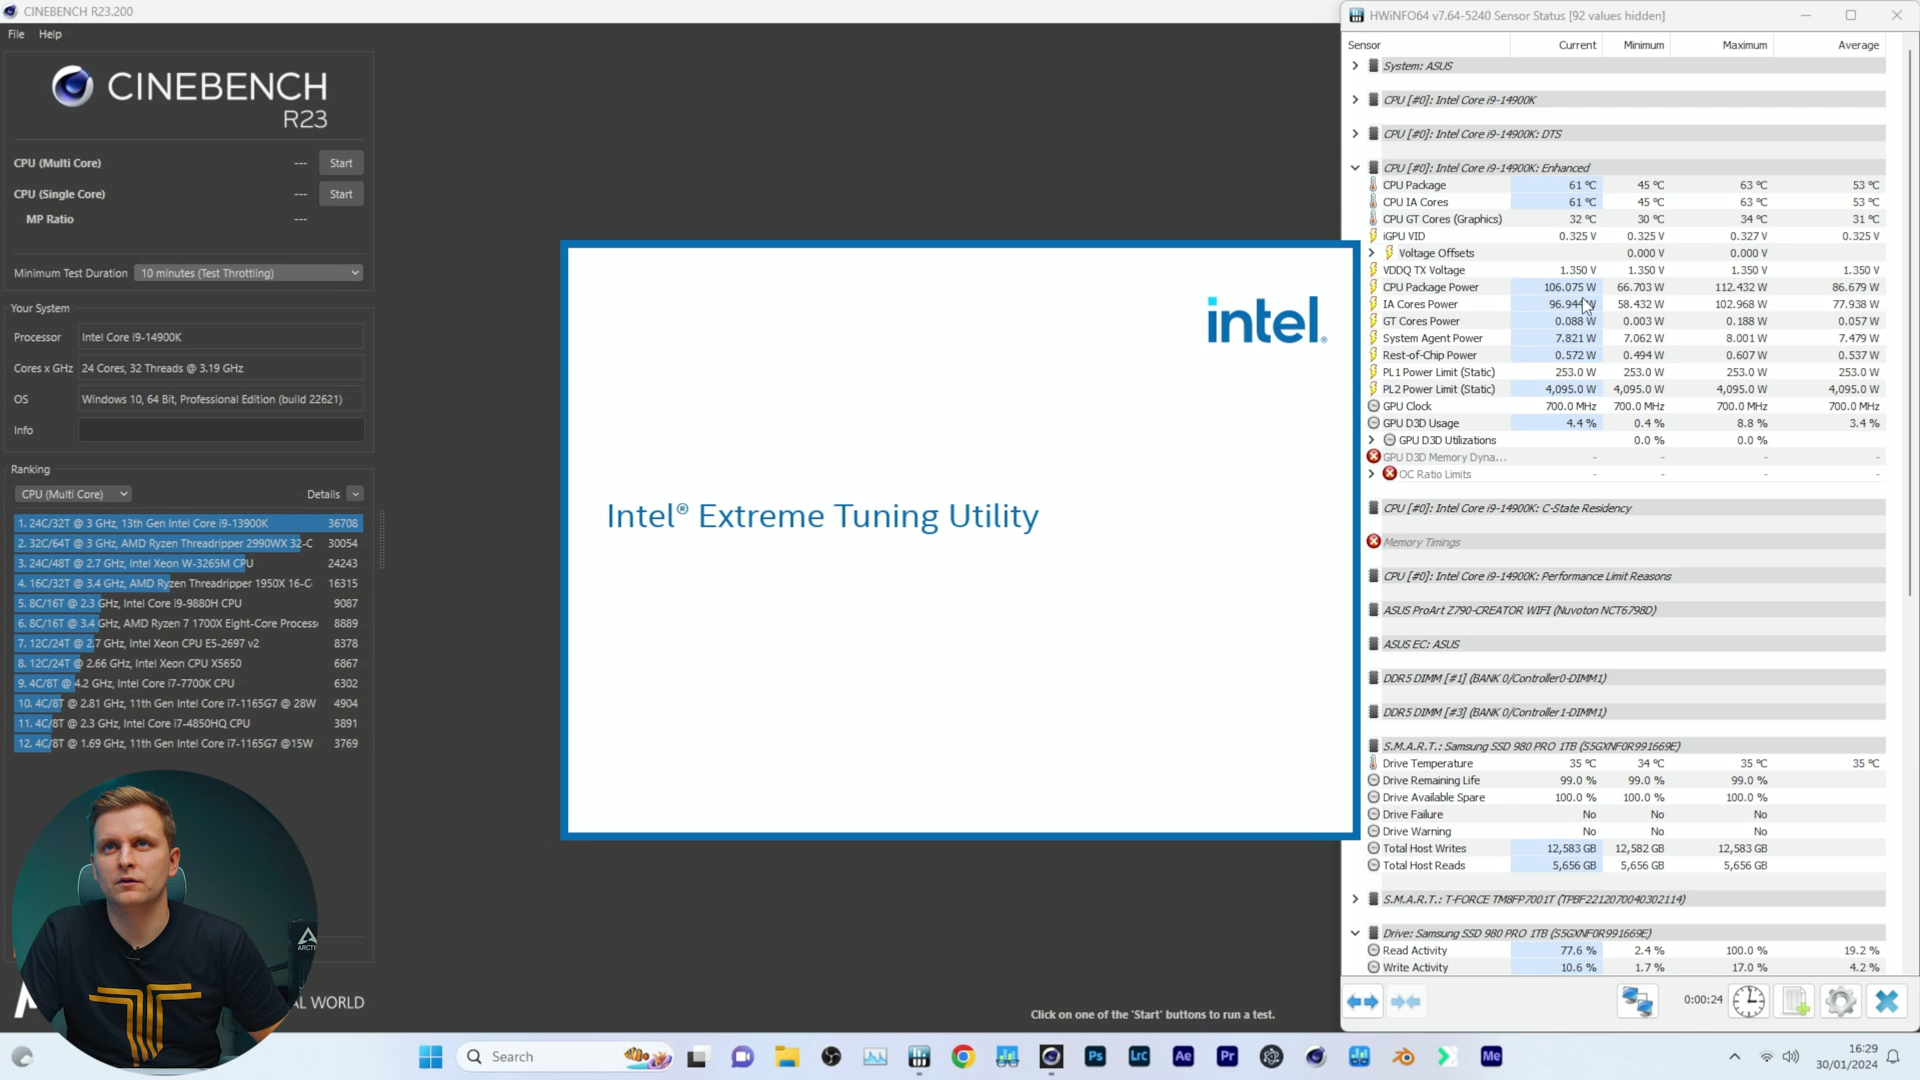 CINEBENCH R23.200
File Help
CINEBENCH
R23
CPU (Multi Core) --- Start
CPU (Single Core) --- Start
MP Ratio ---
Minimum Test Duration 10 minutes (Test Throttling)
Your System
Processor Intel Core i9-14900K
Cores x GHz 24 Cores, 32 Threads @ 3.19 GHz
OS Windows 10, 64 Bit, Professional Edition (build 22621)
Info
Ranking
CPU (Multi Core) Details
1. 24C/32T @ 3 GHz, 13th Gen Intel Core i9-13900K 36708
2. 32C/64T @ 3 GHz, AMD Ryzen Threadripper 2990WX 32-C 30054
3. 24C/48T @ 2.7 GHz, Intel Xeon W-3265M CPU 24243
4. 16C/32T @ 3.4 GHz, AMD Ryzen Threadripper 1950X 16-C 16315
5. 8C/16T @ 2.3 GHz, Intel Core i9-9880H CPU 9087
6. 8C/16T @ 3.4 GHz, AMD Ryzen 7 1700X Eight-Core Process 8889
7. 12C/24T @ 2.7 GHz, Intel Xeon CPU E5-2697 v2 8378
8. 12C/24T @ 2.66 GHz, Intel Xeon CPU X5650 6867
9. 4C/8T @ 4.2 GHz, Intel Core i7-7700K CPU 6302
10. 4C/8T @ 2.81 GHz, 11th Gen Intel Core i7-1165G7 @ 28W 4904
11. 4C/8T @ 2.3 GHz, Intel Core i7-4850HQ CPU 3891
12. 4C/8T @ 1.69 GHz, 11th Gen Intel Core i7-1165G7 @15W 3769
ARCTI
AL WORLD
Click on one of the 'Start' buttons to run a test.
intel®
Intel® Extreme Tuning Utility
HWiNFO64 v7.64-5240 Sensor Status [92 values hidden]
Sensor Current Minimum Maximum Average
System: ASUS
CPU [#0]: Intel Core i9-14900K
CPU [#0]: Intel Core i9-14900K: DTS
CPU [#0]: Intel Core i9-14900K: Enhanced
CPU Package 61 °C 45 °C 63 °C 53 °C
CPU IA Cores 61 °C 45 °C 63 °C 53 °C
CPU GT Cores (Graphics) 32 °C 30 °C 34 °C 31 °C
iGPU VID 0.325 V 0.325 V 0.327 V 0.325 V
Voltage Offsets 0.000 V 0.000 V
VDDQ TX Voltage 1.350 V 1.350 V 1.350 V 1.350 V
CPU Package Power 106.075 W 66.703 W 112.432 W 86.679 W
IA Cores Power 96.944 W 58.432 W 102.968 W 77.938 W
GT Cores Power 0.088 W 0.003 W 0.188 W 0.057 W
System Agent Power 7.821 W 7.062 W 8.001 W 7.479 W
Rest-of-Chip Power 0.572 W 0.494 W 0.607 W 0.537 W
PL1 Power Limit (Static) 253.0 W 253.0 W 253.0 W 253.0 W
PL2 Power Limit (Static) 4,095.0 W 4,095.0 W 4,095.0 W 4,095.0 W
GPU Clock 700.0 MHz 700.0 MHz 700.0 MHz 700.0 MHz
GPU D3D Usage 4.4 % 0.4 % 8.8 % 3.4 %
GPU D3D Utilizations 0.0 % 0.0 %
GPU D3D Memory Dyna... - - - -
OC Ratio Limits - - - -
CPU [#0]: Intel Core i9-14900K: C-State Residency
Memory Timings
CPU [#0]: Intel Core i9-14900K: Performance Limit Reasons
ASUS ProArt Z790-CREATOR WIFI (Nuvoton NCT6798D)
ASUS EC: ASUS
DDR5 DIMM [#1] (BANK 0/Controller0-DIMM1)
DDR5 DIMM [#3] (BANK 0/Controller1-DIMM1)
S.M.A.R.T.: Samsung SSD 980 PRO 1TB (S5GXNF0R991669E)
Drive Temperature 35 °C 34 °C 35 °C 35 °C
Drive Remaining Life 99.0 % 99.0 % 99.0 %
Drive Available Spare 100.0 % 100.0 % 100.0 %
Drive Failure No No No
Drive Warning No No No
Total Host Writes 12,583 GB 12,582 GB 12,583 GB
Total Host Reads 5,656 GB 5,656 GB 5,656 GB
S.M.A.R.T.: T-FORCE TM8FP7001T (TPBF2212070040302114)
Drive: Samsung SSD 980 PRO 1TB (S5GXNF0R991669E)
Read Activity 77.6 % 2.4 % 100.0 % 19.2 %
Write Activity 10.6 % 1.7 % 17.0 % 4.2 %
0:00:24
Search
Ps
Lrc
Ae
Pr
Me
16:29
30/01/2024